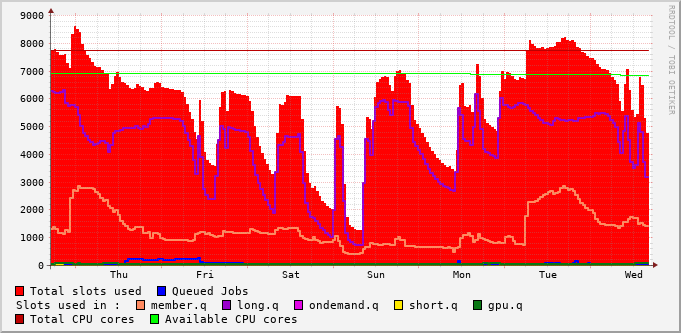 9000
8000
7000
6000
5000
4000
3000
2000
1000
0
Thu Fri Sat Sun Mon Tue Wed
RRDTOOL / TOBI OETIKER
Total slots used Queued Jobs
Slots used in : member.q long.q ondemand.q short.q gpu.q
Total CPU cores Available CPU cores